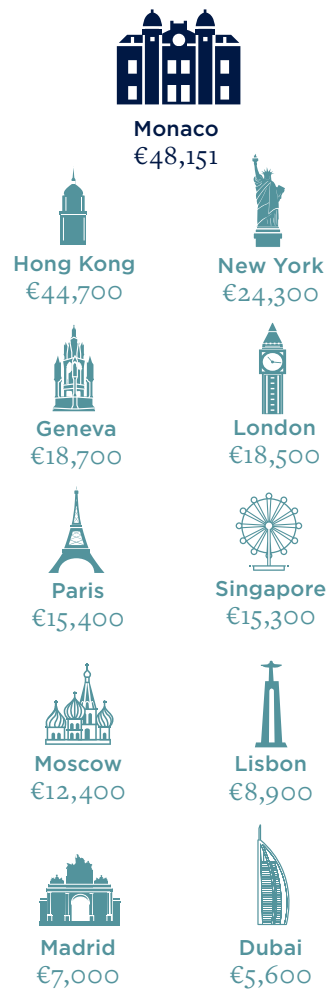 Monaco
€48,151
Hong Kong
€44,700
New York
€24,300
Geneva
€18,700
London
€18,500
Paris
€15,400
Singapore
€15,300
Moscow
€12,400
Lisbon
€8,900
Madrid
€7,000
Dubai
€5,600